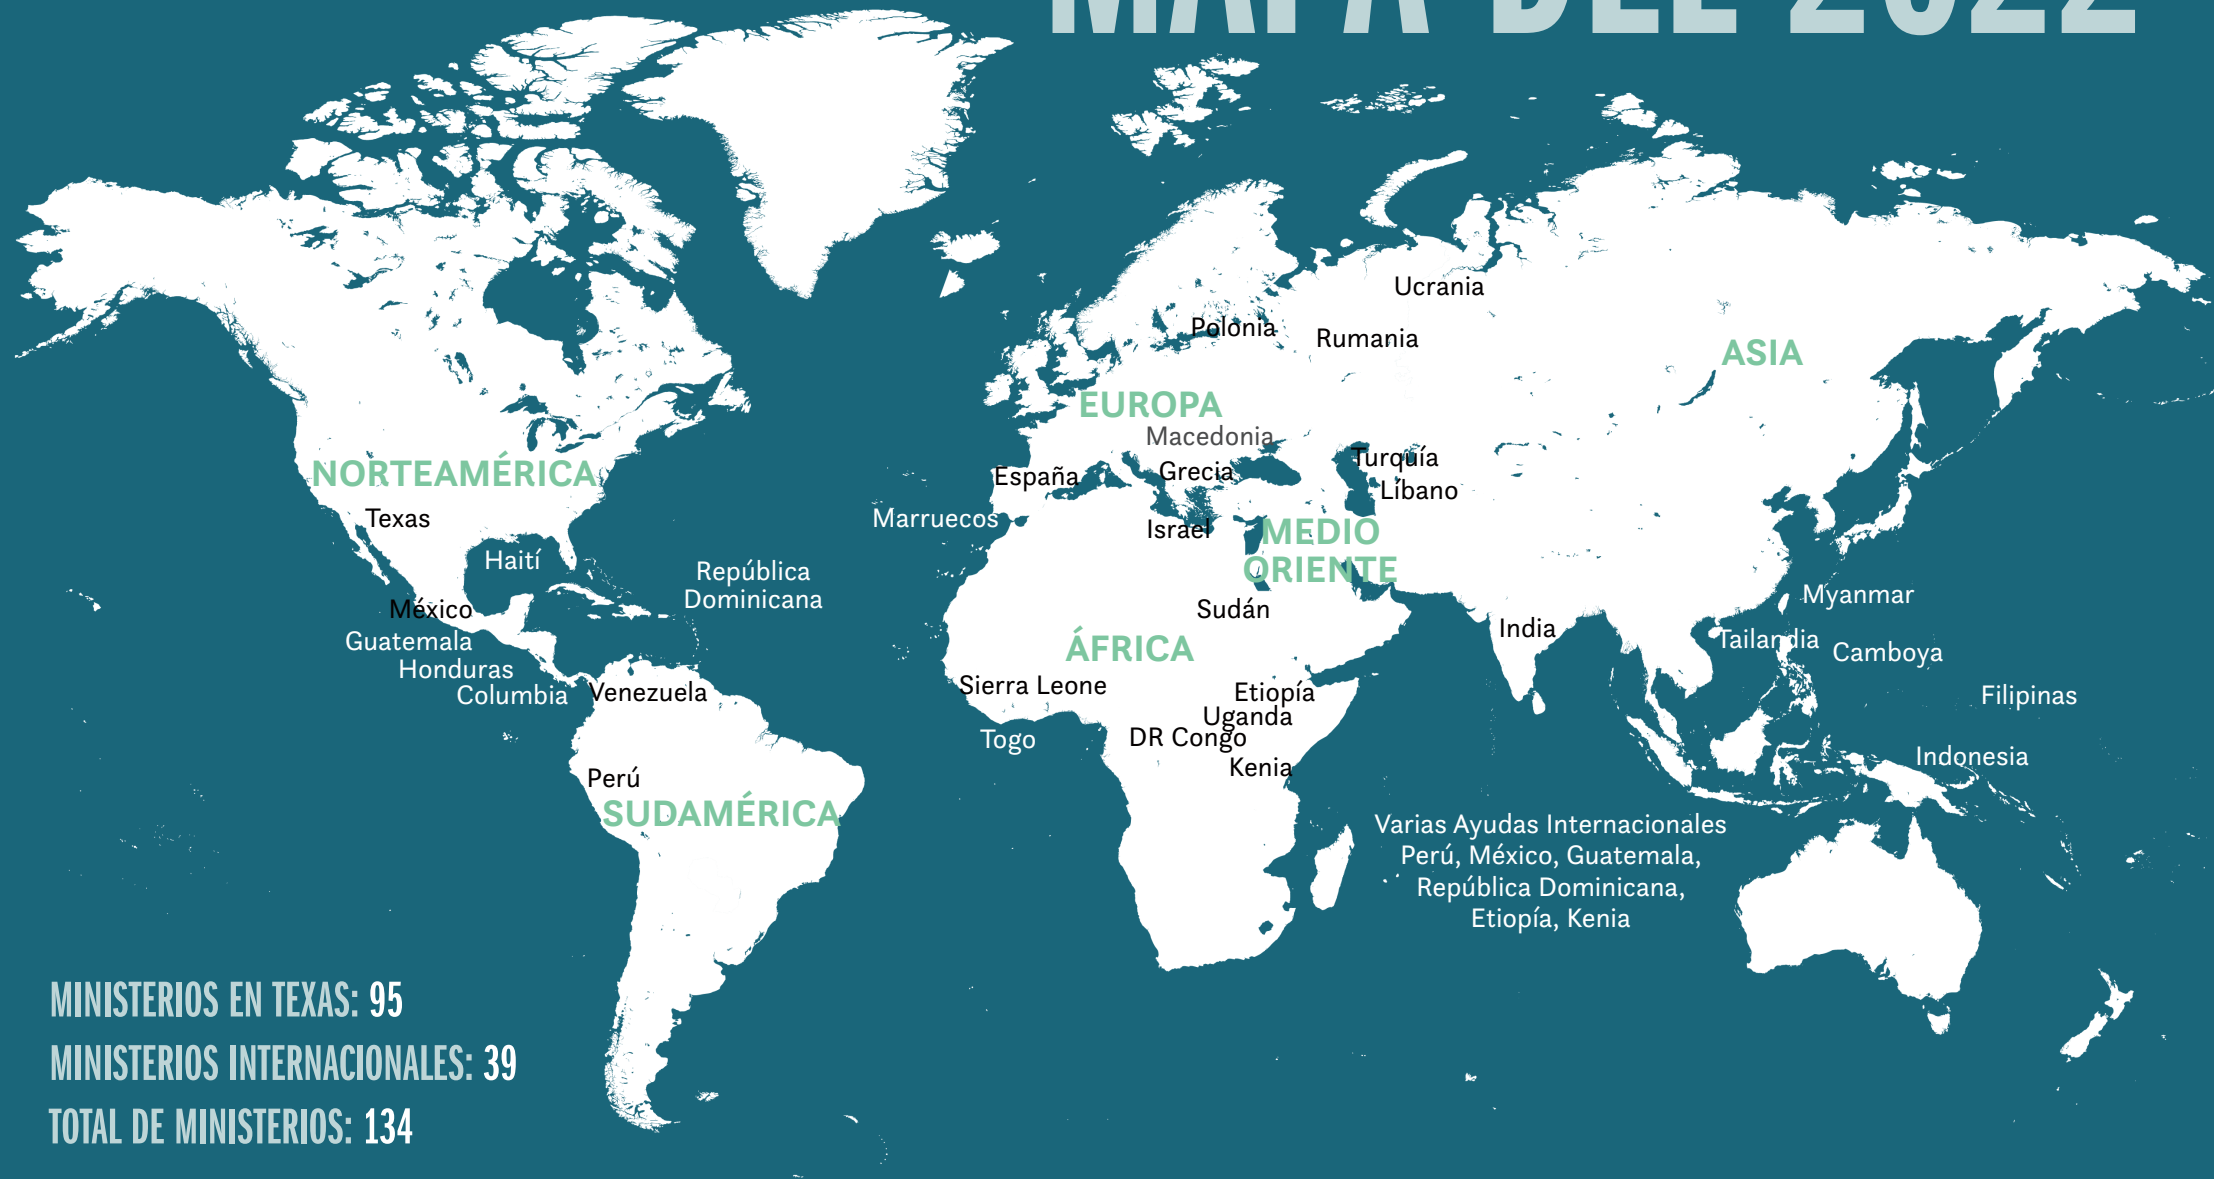 MAPA DEL 2022
Ucrania
Polonia
Rumania
ASIA
EUROPA
Macedonia
NORTEAMÉRICA
España
Grecia
Turquía
Líbano
Texas
Marruecos
Israel
MEDIO
ORIENTE
Haití
República
Dominicana
México
Sudán
Myanmar
Guatemala
India
Tailandia
Camboya
Honduras
ÁFRICA
Columbia
Venezuela
Sierra Leone
Etiopía
Filipinas
Uganda
Togo
DR Congo
Kenia
Indonesia
Perú
SUDAMÉRICA
Varias Ayudas Internacionales
Perú, México, Guatemala,
República Dominicana,
Etiopía, Kenia
MINISTERIOS EN TEXAS: 95
MINISTERIOS INTERNACIONALES: 39
TOTAL DE MINISTERIOS: 134